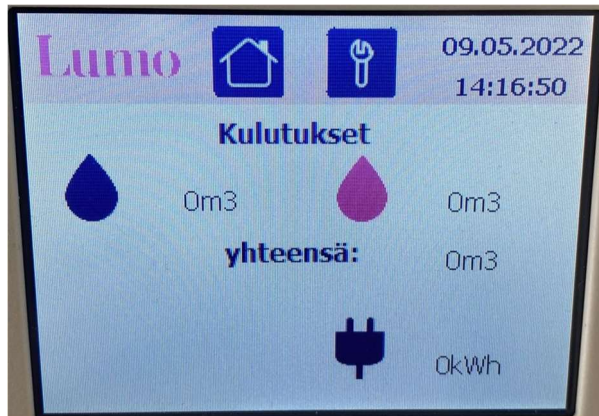 Lumo
09.05.2022
14:16:50
Kulutukset
0m3
0m3
yhteensä:
0m3
0kWh